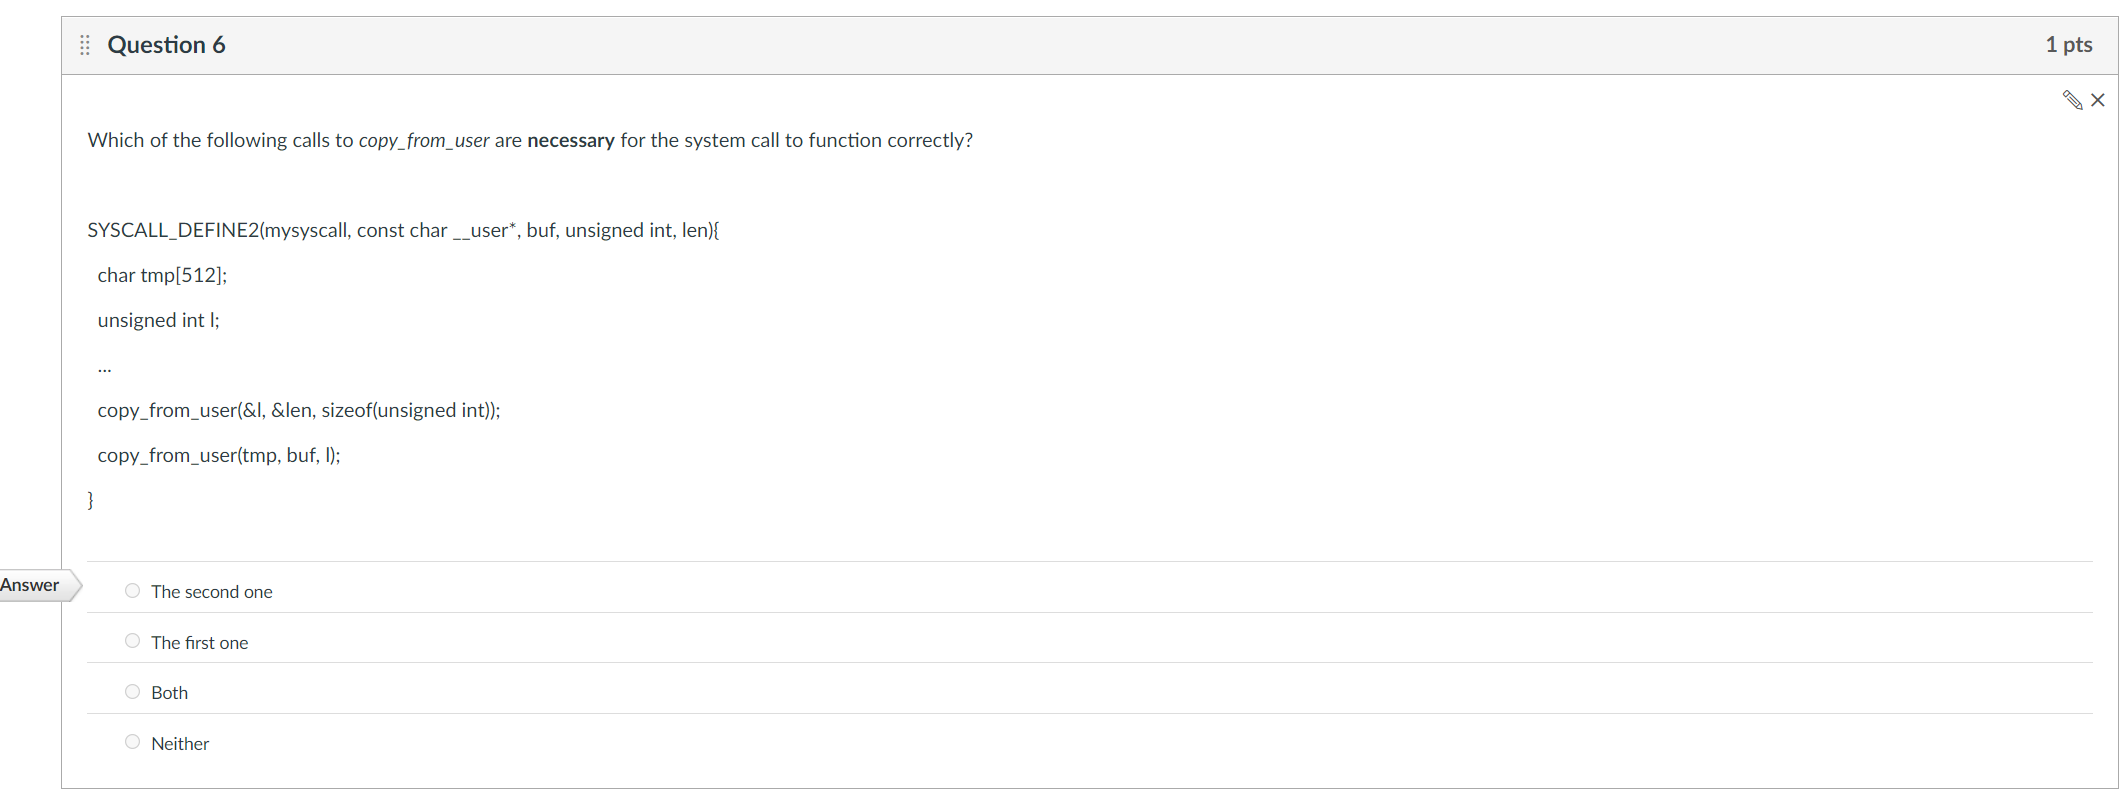 Question 6
1 pts
Which of the following calls to copy_from_user are necessary for the system call to function correctly?
SYSCALL_DEFINE2(mysyscall, const char __user*, buf, unsigned int, len){
char tmp[512];
unsigned int l;
...
copy_from_user(&l, &len, sizeof(unsigned int));
copy_from_user(tmp, buf, l);
}
Answer
The second one
The first one
Both
Neither